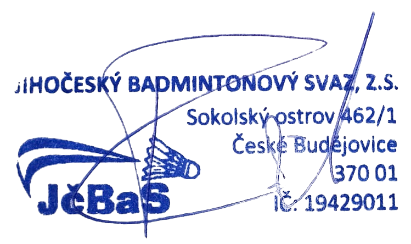 JIHOČESKÝ BADMINTONOVÝ SVAZ, Z.S.
Sokolský ostrov 462/1
České Budějovice
370 01
IČ: 19429011
JčBaS